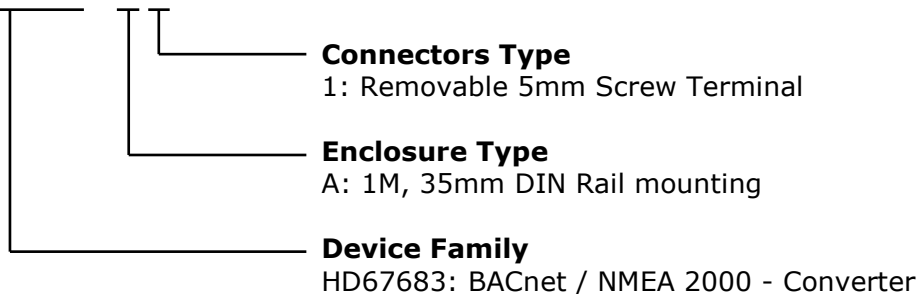 Connectors Type
1: Removable 5mm Screw Terminal
Enclosure Type
A: 1M, 35mm DIN Rail mounting
Device Family
HD67683: BACnet / NMEA 2000 - Converter